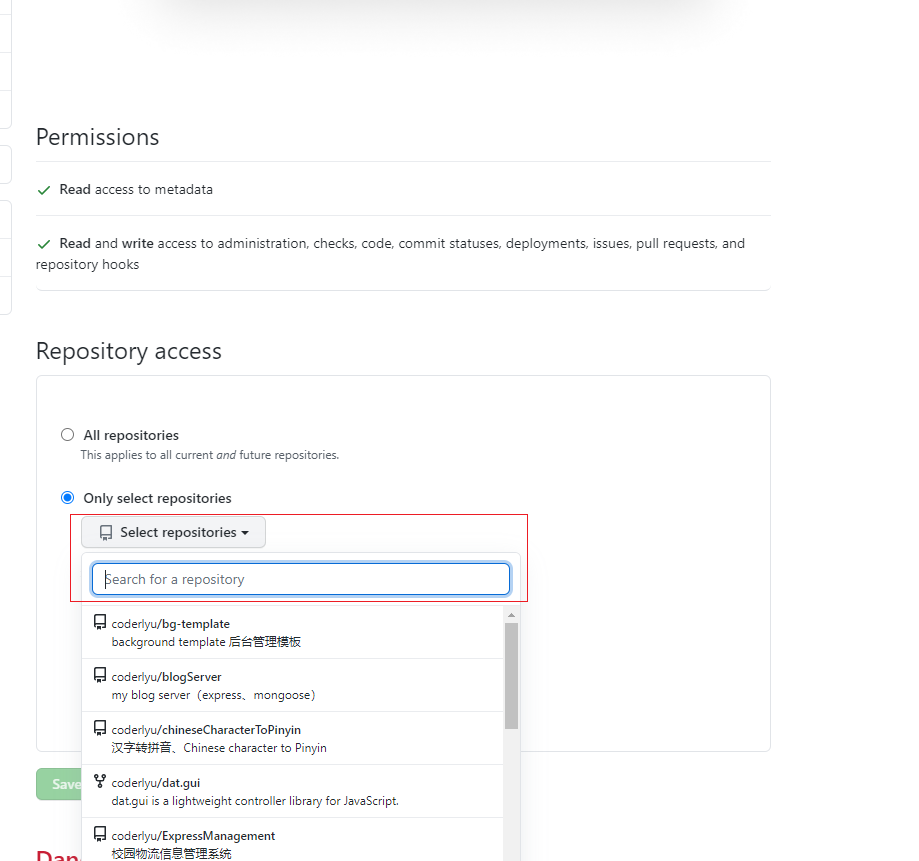 Permissions
Read access to metadata
Read and write access to administration, checks, code, commit statuses, deployments, issues, pull requests, and
repository hooks
Repository access
All repositories
This applies to all current and future repositories.
Only select repositories
Select repositories
Search for a repository
coderlyu/bg-template
background template 后台管理模板
coderlyu/blogServer
my blog server（express、mongoose）
coderlyu/chineseCharacterToPinyin
汉字转拼音、Chinese character to Pinyin
Save
coderlyu/dat.gui
dat.gui is a lightweight controller library for JavaScript.
coderlyu/ExpressManagement
校园物流信息管理系统